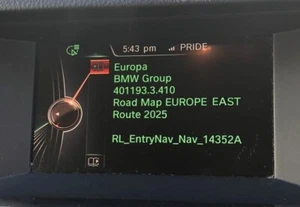 5:43 pm PRIDE
Europa
BMW Group
401193.3.410
Road Map EUROPE EAST
Route 2025
RL_EntryNav_Nav_14352A